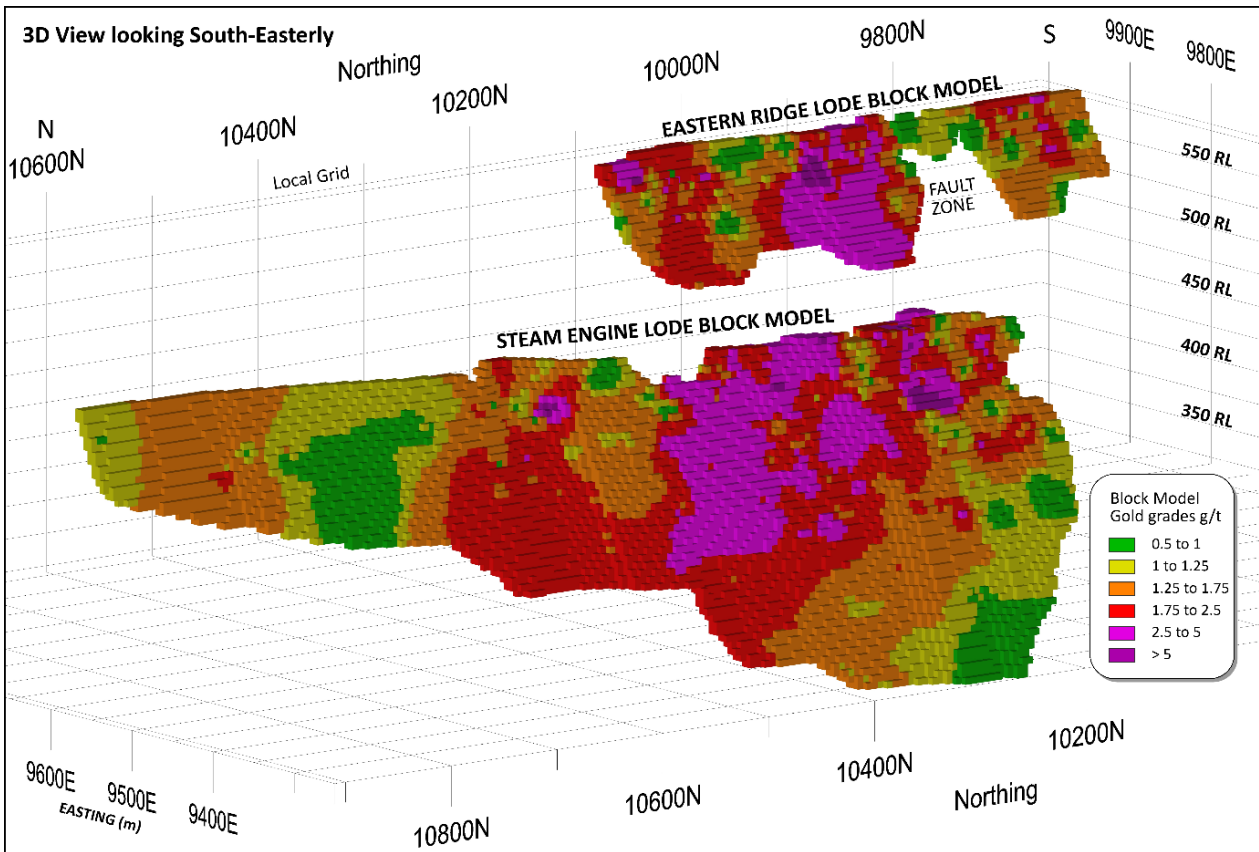 3D View looking South-Easterly
Northing
N
10600N
10400N
10200N
10000N
9800N
S
9900E
9800E
Local Grid
EASTERN RIDGE LODE BLOCK MODEL
FAULT
ZONE
550 RL
500 RL
450 RL
400 RL
350 RL
STEAM ENGINE LODE BLOCK MODEL
Block Model
Gold grades g/t
0.5 to 1
1 to 1.25
1.25 to 1.75
1.75 to 2.5
2.5 to 5
> 5
9600E
9500E
9400E
EASTING (m)
10800N
10600N
10400N
10200N
Northing